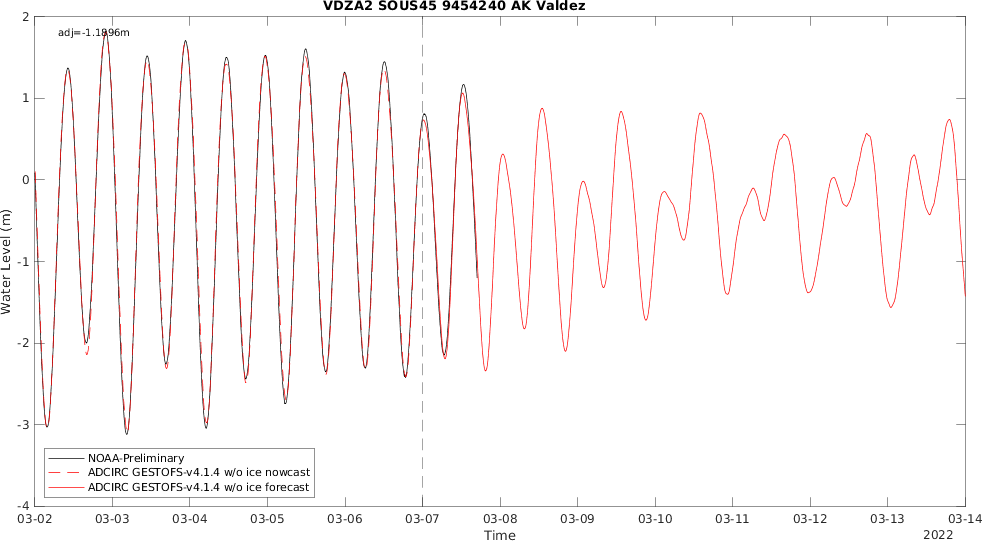 VDZA2 SOUS45 9454240 AK Valdez
adj=-1.1896m
2
1
0
-1
-2
-3
-4
Water Level (m)
NOAA-Preliminary
ADCIRC GESTOFS-v4.1.4 w/o ice nowcast
ADCIRC GESTOFS-v4.1.4 w/o ice forecast
03-02 03-03 03-04 03-05 03-06 03-07 03-08 03-09 03-10 03-11 03-12 03-13 03-14
Time
2022